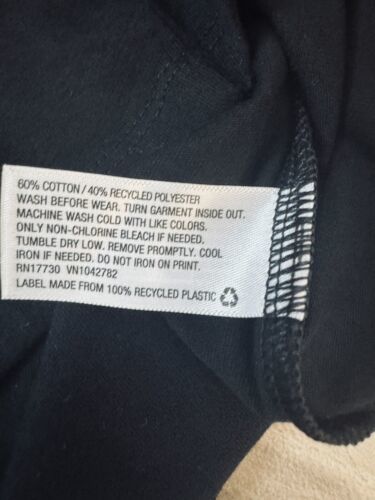 60% COTTON / 40% RECYCLED POLYESTER
WASH BEFORE WEAR. TURN GARMENT INSIDE OUT.
MACHINE WASH COLD WITH LIKE COLORS.
ONLY NON-CHLORINE BLEACH IF NEEDED.
TUMBLE DRY LOW. REMOVE PROMPTLY. COOL
IRON IF NEEDED. DO NOT IRON ON PRINT.
RN17730 VN1042782
LABEL MADE FROM 100% RECYCLED PLASTIC